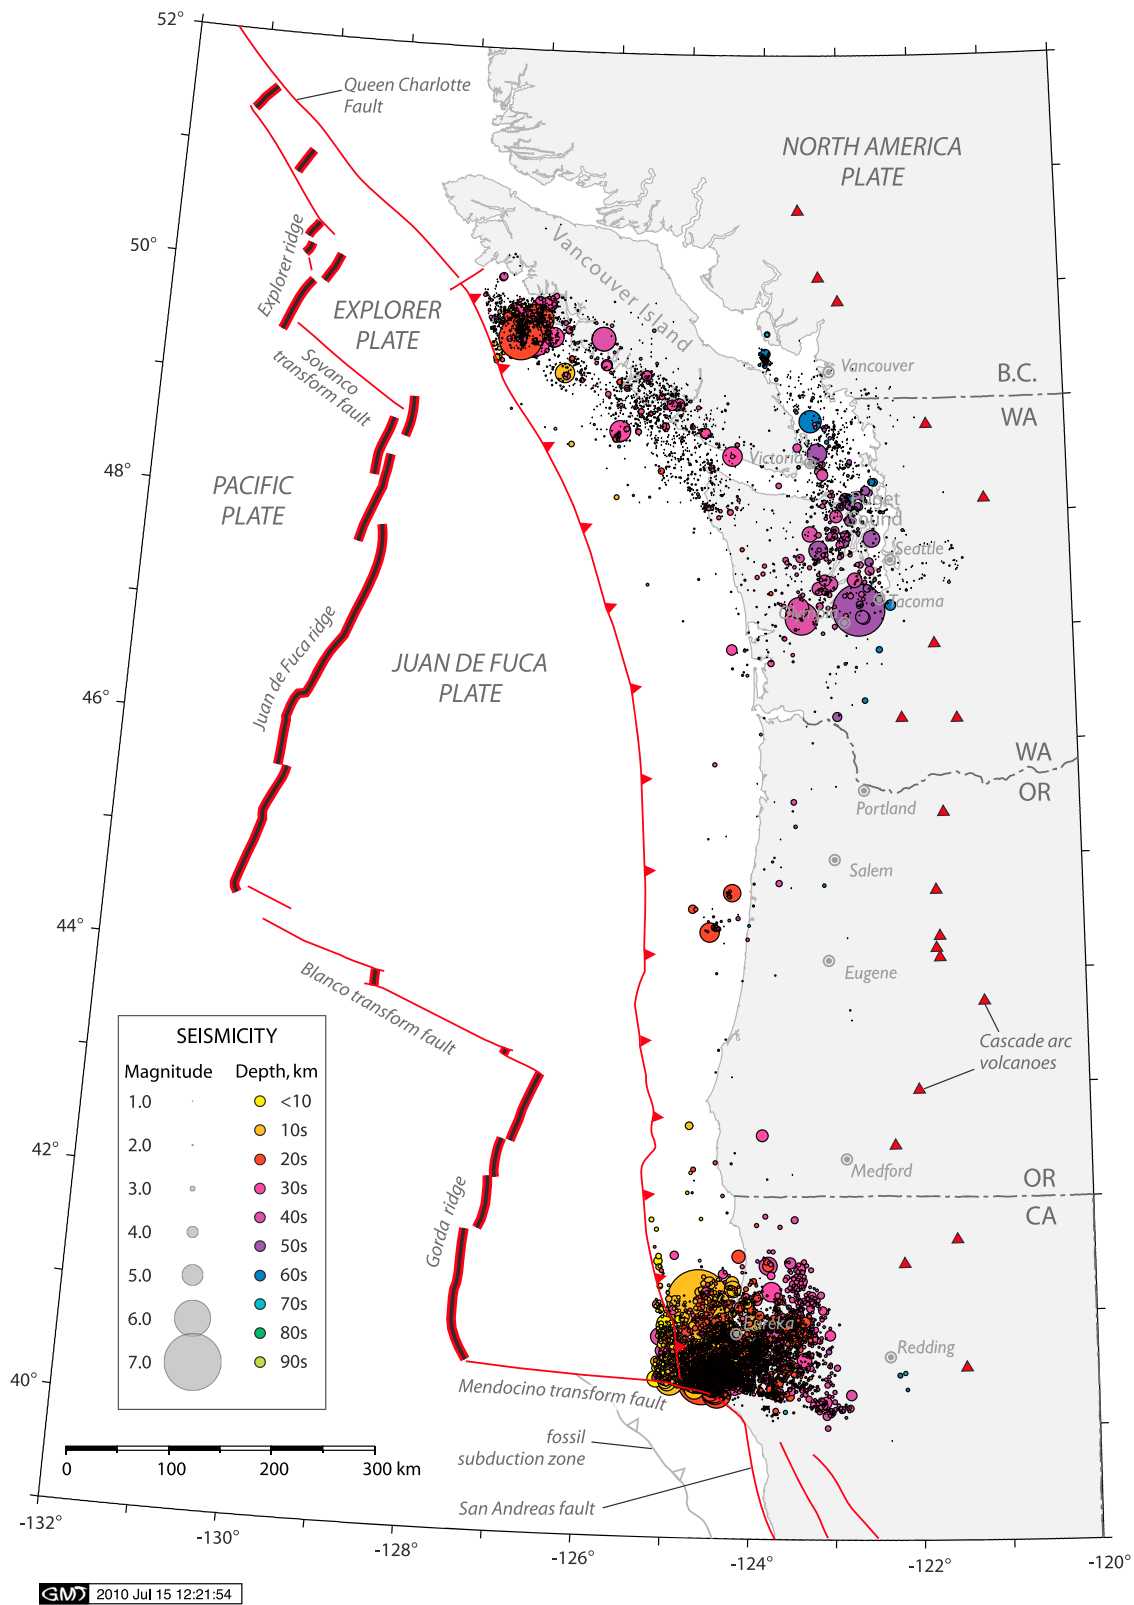 52°
Queen Charlotte
Fault
NORTH AMERICA
PLATE
50°
Explorer ridge
Vancouver Island
EXPLORER
PLATE
Sovanco
transform fault
Vancouver
B.C.
WA
48°
PACIFIC
PLATE
Victoria
Puget
Sound
Seattle
Tacoma
Juan de Fuca ridge
JUAN DE FUCA
PLATE
46°
WA
OR
Portland
Salem
44°
Eugene
Blanco transform fault
Cascade arc
volcanoes
SEISMICITY
Magnitude Depth, km
1.0 <10
2.0 10s
3.0 20s
4.0 30s
5.0 40s
6.0 50s
7.0 60s
70s
80s
90s
42°
Medford
OR
CA
Gorda ridge
Eureka
Redding
40°
Mendocino transform fault
fossil
subduction zone
San Andreas fault
0 100 200 300 km
-132° -130° -128° -126° -124° -122° -120°
GMT 2010 Jul 15 12:21:54